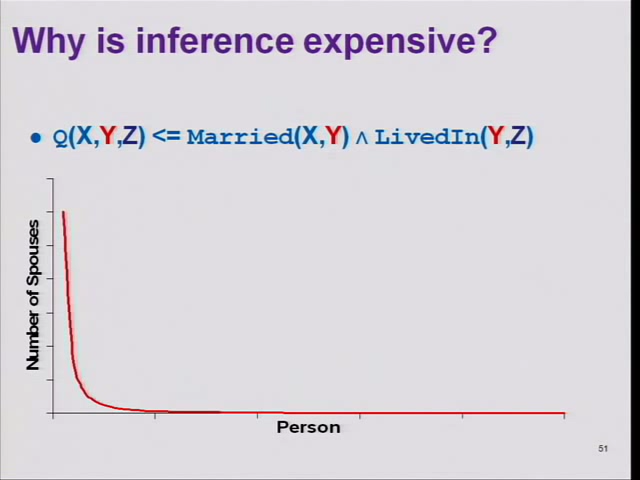 Why is inference expensive?
● Q(X,Y,Z) <= Married(X,Y) ∧ LivedIn(Y,Z)
Number of Spouses
Person
51